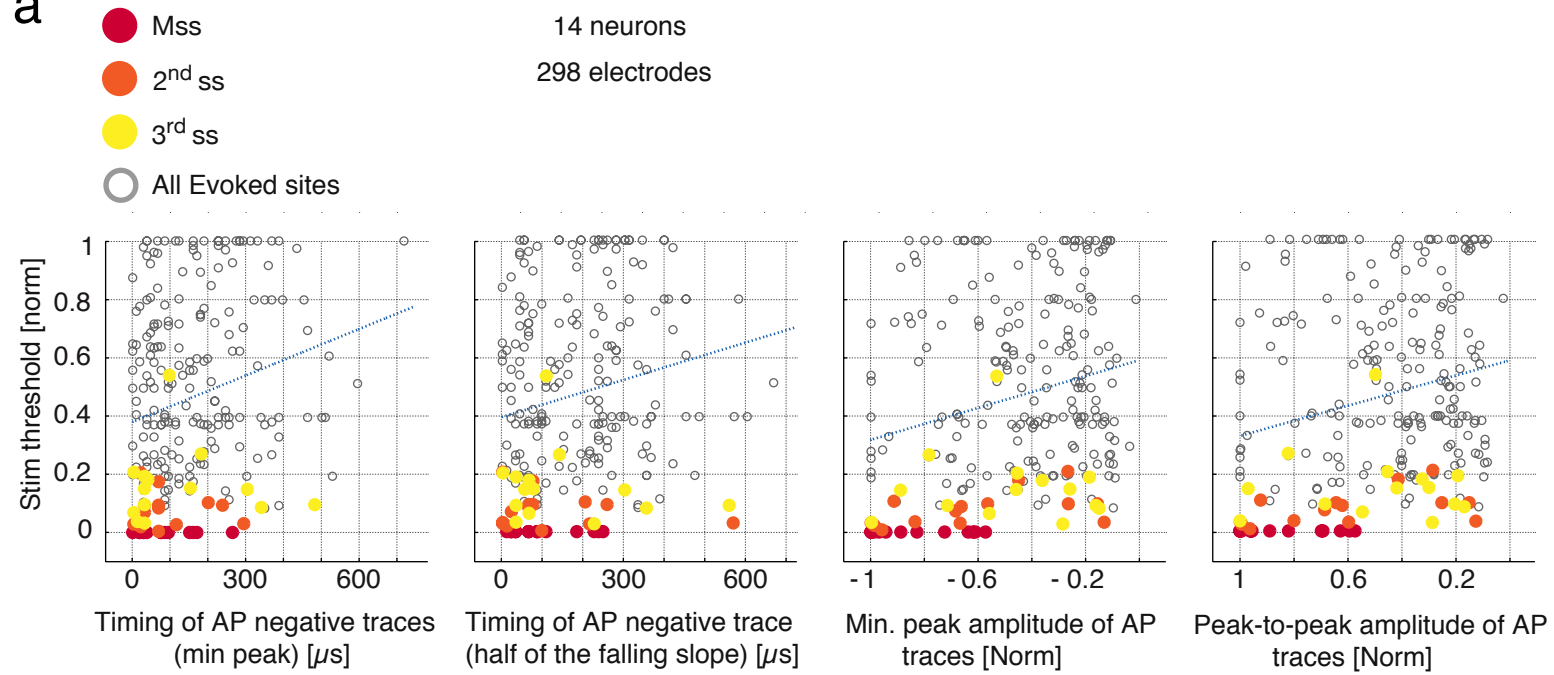 a
Mss
14 neurons
2nd ss
298 electrodes
3rd ss
All Evoked sites
Stim threshold [norm]
1
0.8
0.6
0.4
0.2
0
0 300 600
0 300 600
- 1 - 0.6 - 0.2
1 0.6 0.2
Timing of AP negative traces
(min peak) [µs]
Timing of AP negative trace
(half of the falling slope) [µs]
Min. peak amplitude of AP
traces [Norm]
Peak-to-peak amplitude of AP
traces [Norm]